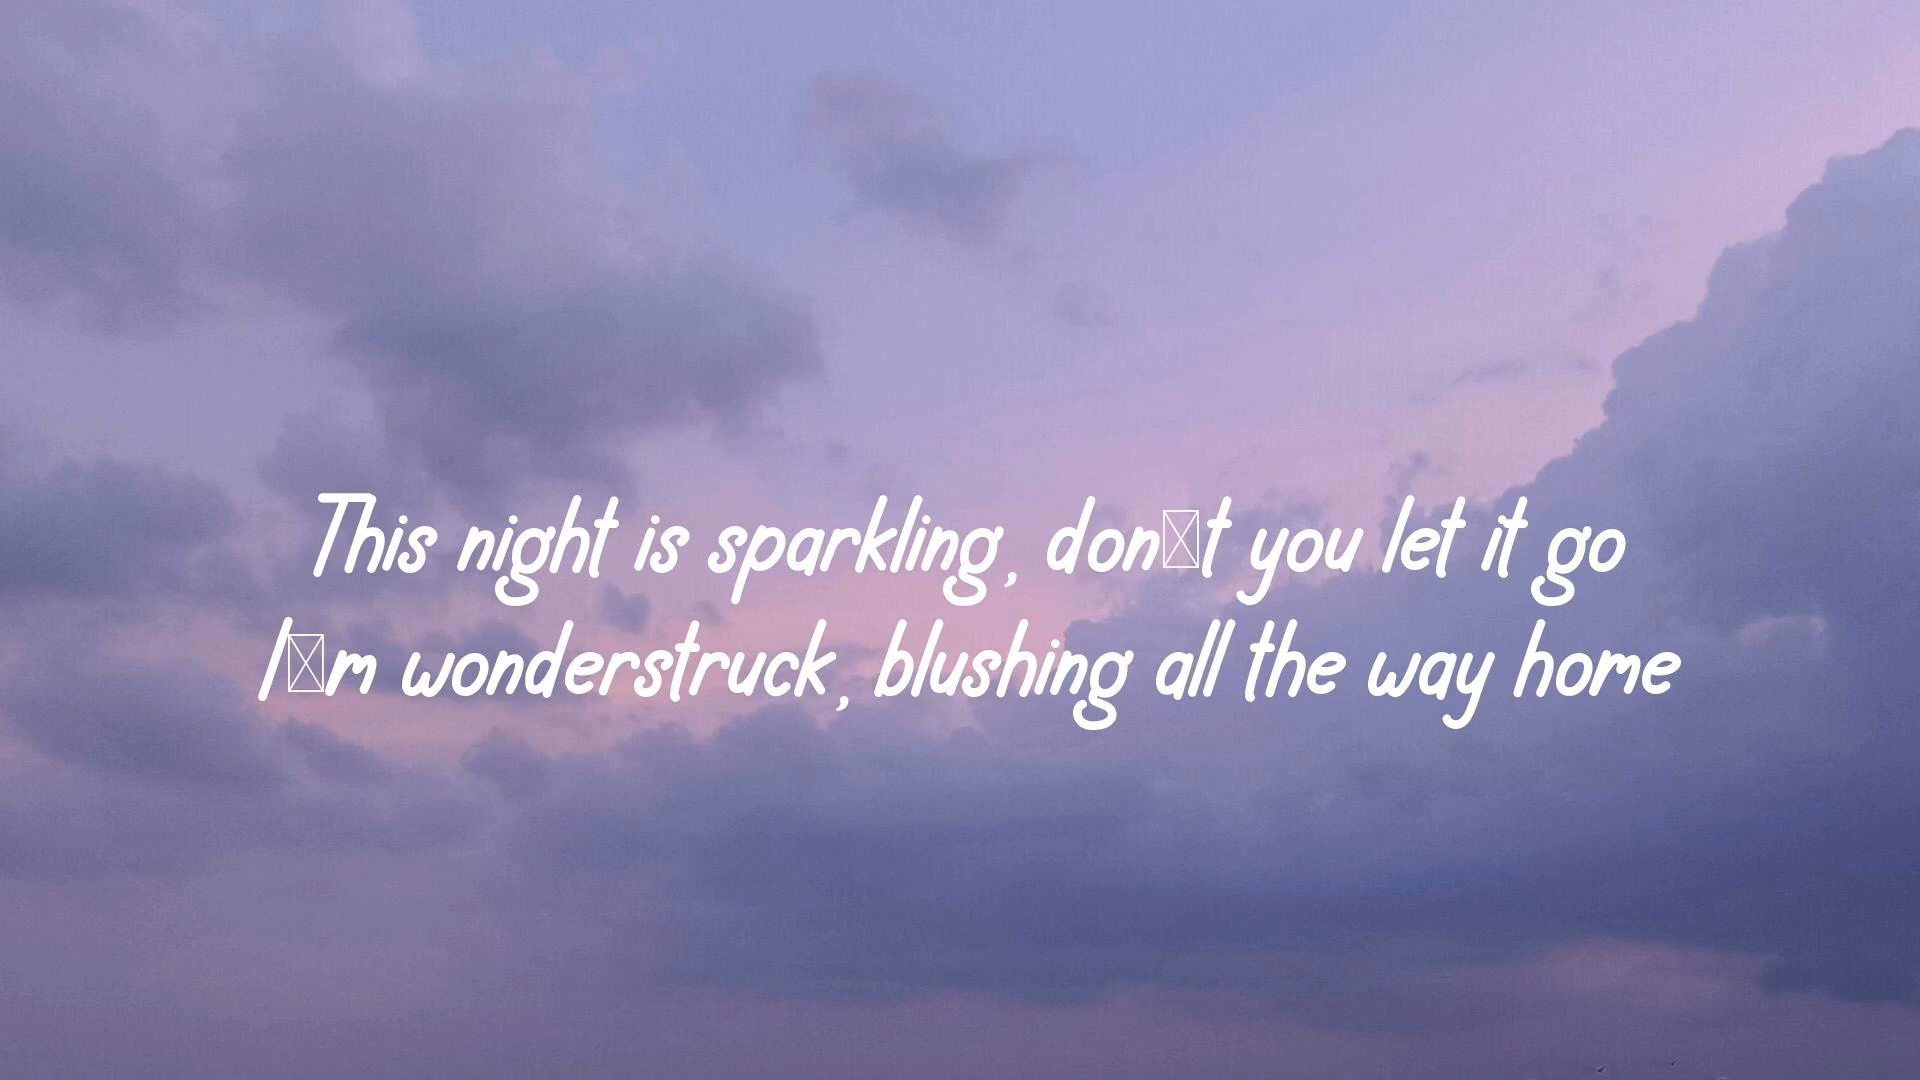 This night is sparkling, don☒t you let it go
I☒m wonderstruck, blushing all the way home